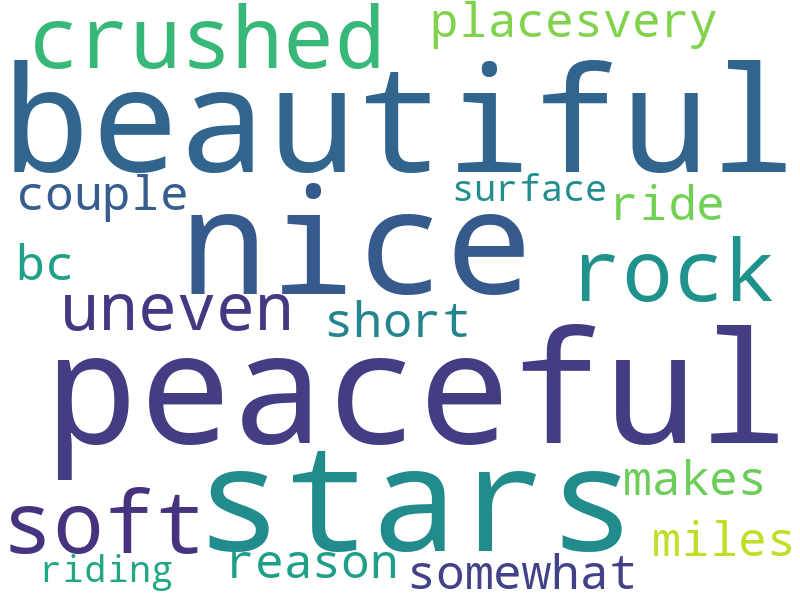 crushed placesvery
beautiful
couple surface ride
nice
bc rock
uneven short
peaceful
stars makes
soft miles
riding reason somewhat